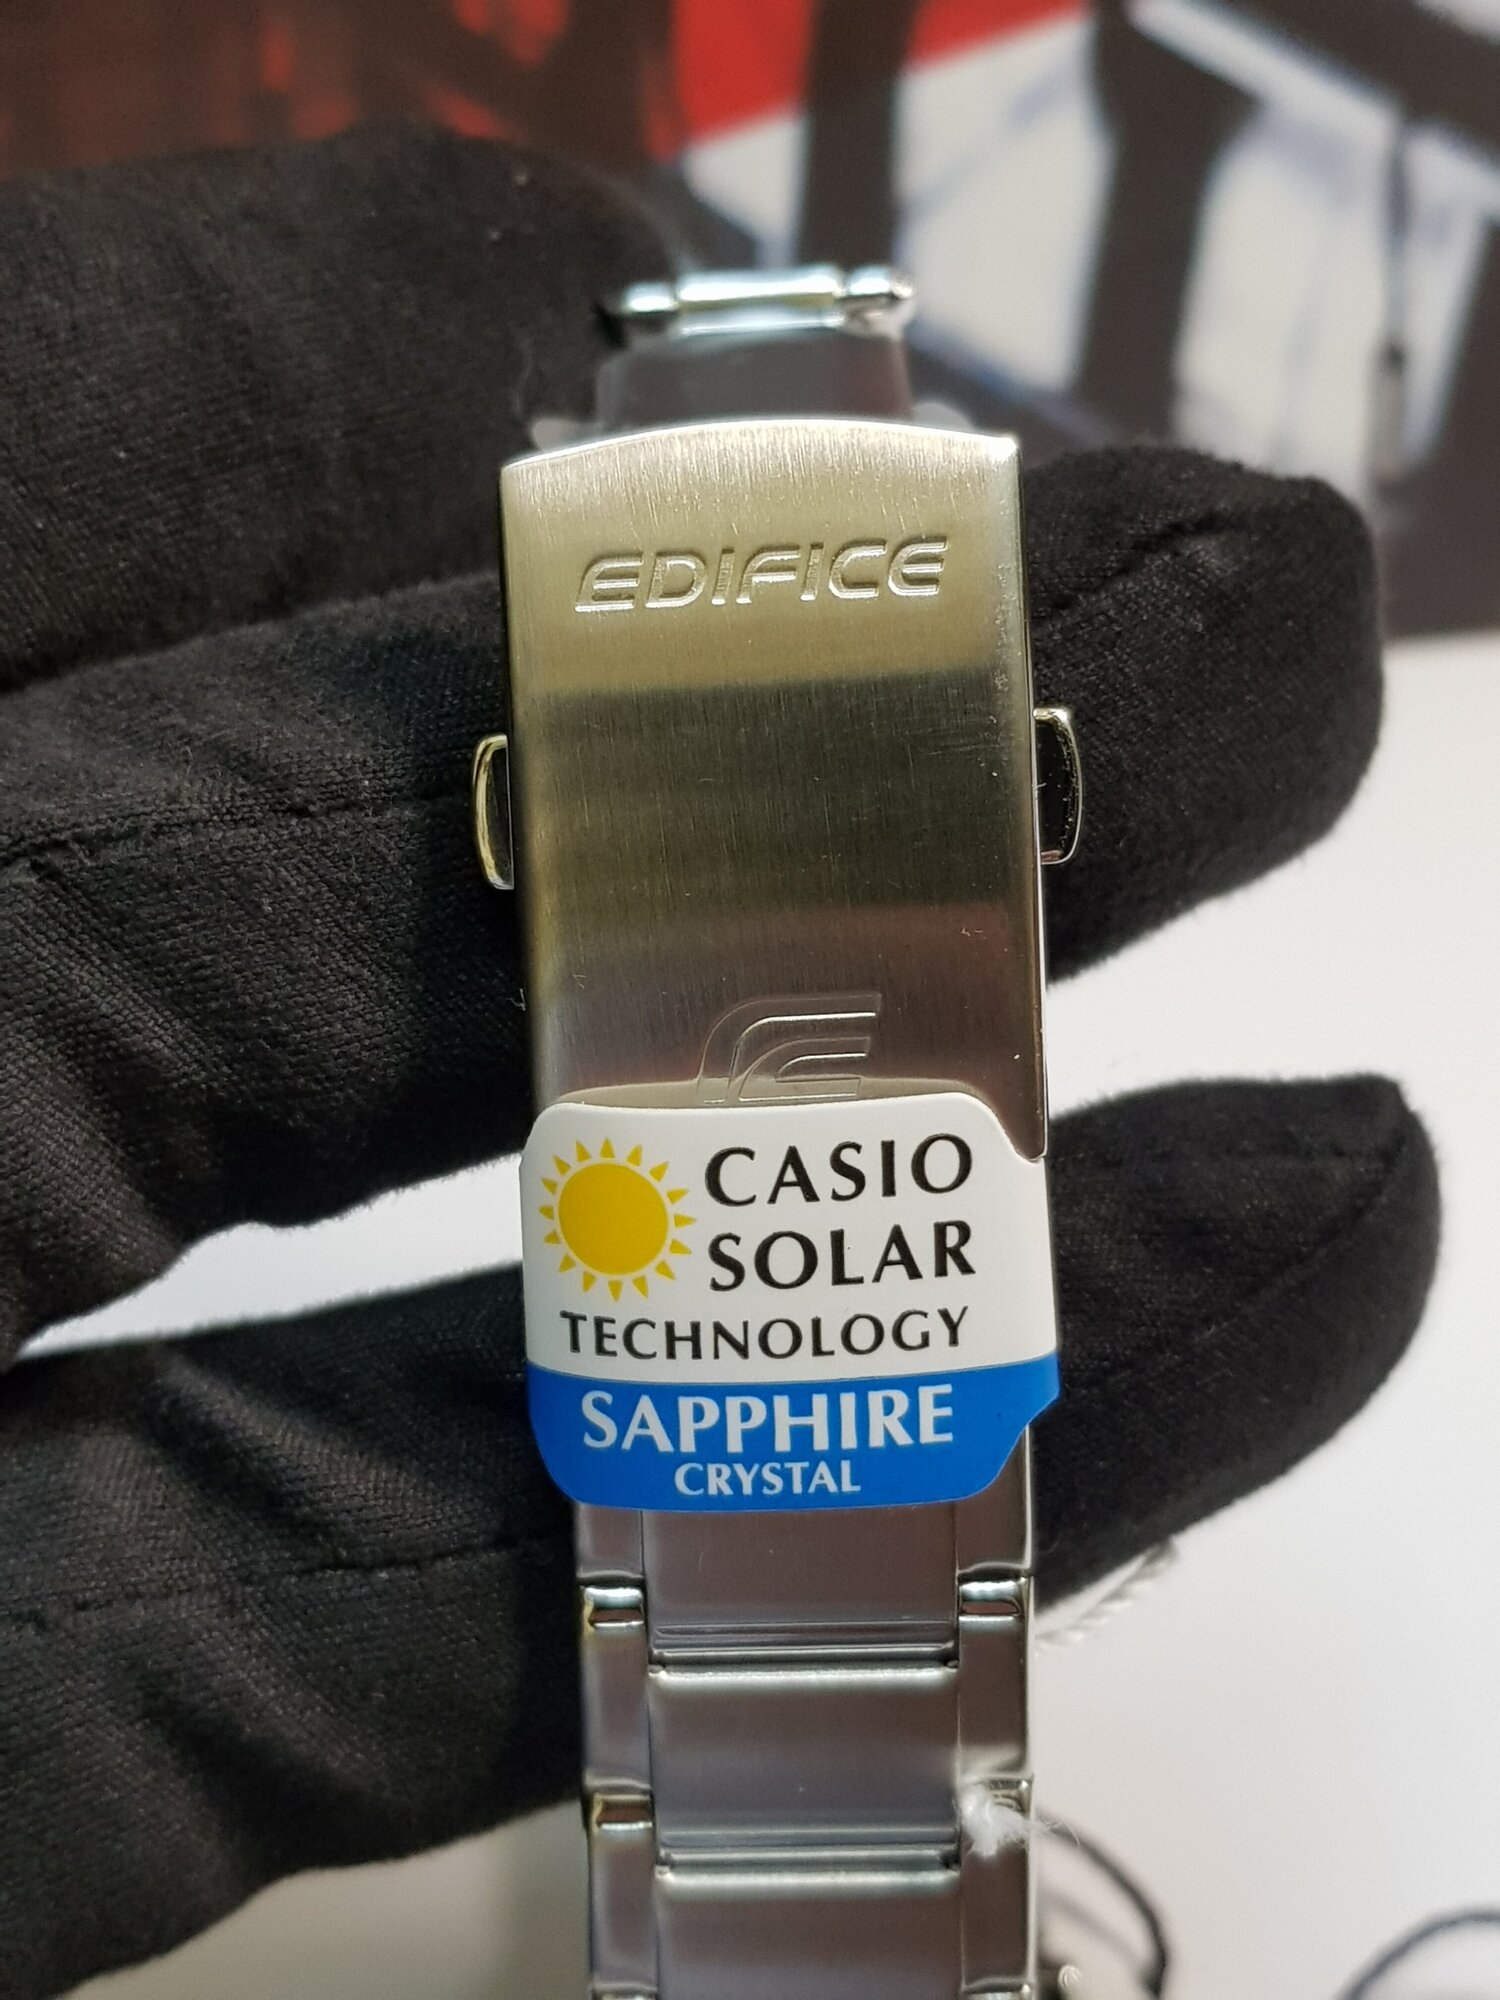 EDIFICE
CASIO
SOLAR
TECHNOLOGY
SAPPHIRE
CRYSTAL